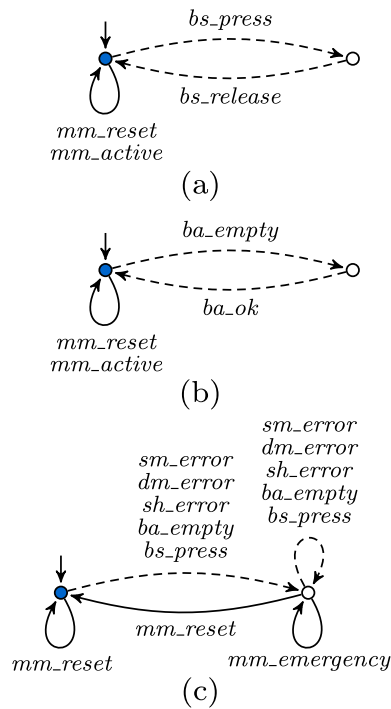 bs_press
bs_release
mm_reset
mm_active
(a)
ba_empty
ba_ok
mm_reset
mm_active
(b)
sm_error
dm_error
sh_error
ba_empty
bs_press
sm_error
dm_error
sh_error
ba_empty
bs_press
mm_reset
mm_reset
mm_emergency
(c)